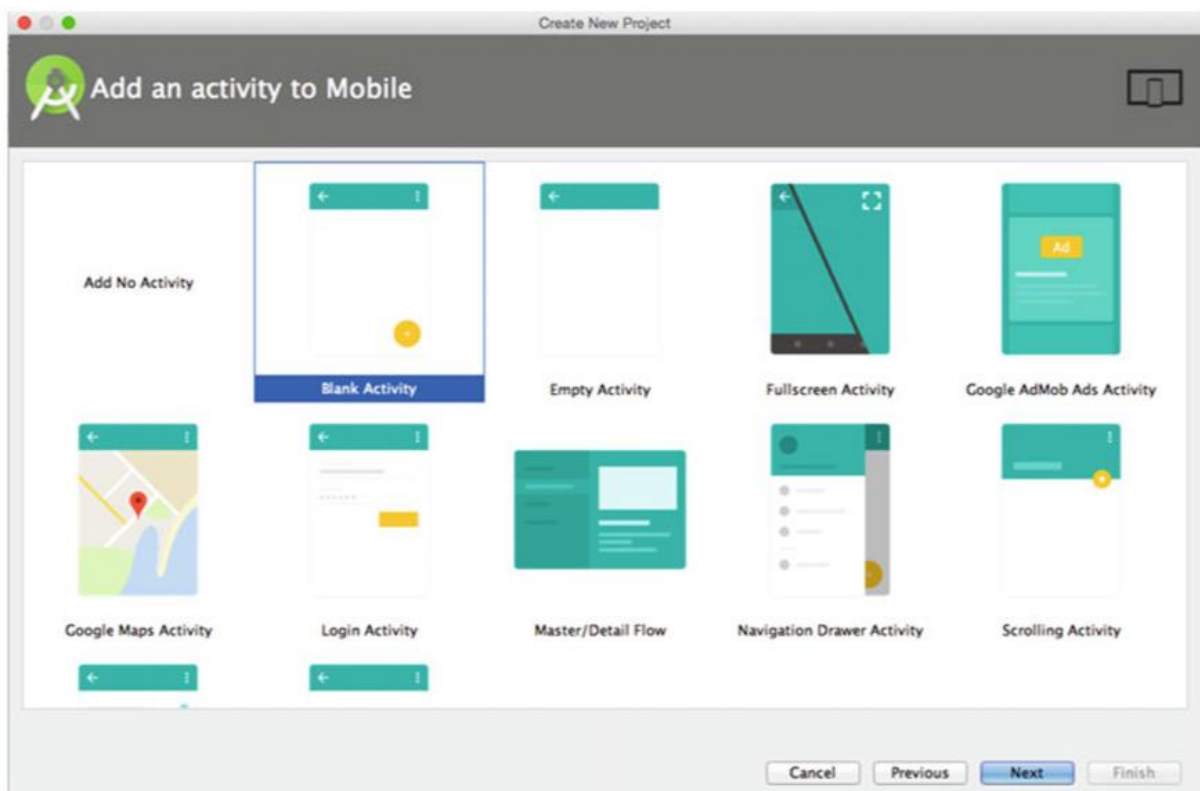 Create New Project
Add an activity to Mobile
Add No Activity
Blank Activity
Empty Activity
Ad
Fullscreen Activity
Google AdMob Ads Activity
Google Maps Activity
Login Activity
Master/Detail Flow
Navigation Drawer Activity
Scrolling Activity
Cancel
Previous
Next
Finish